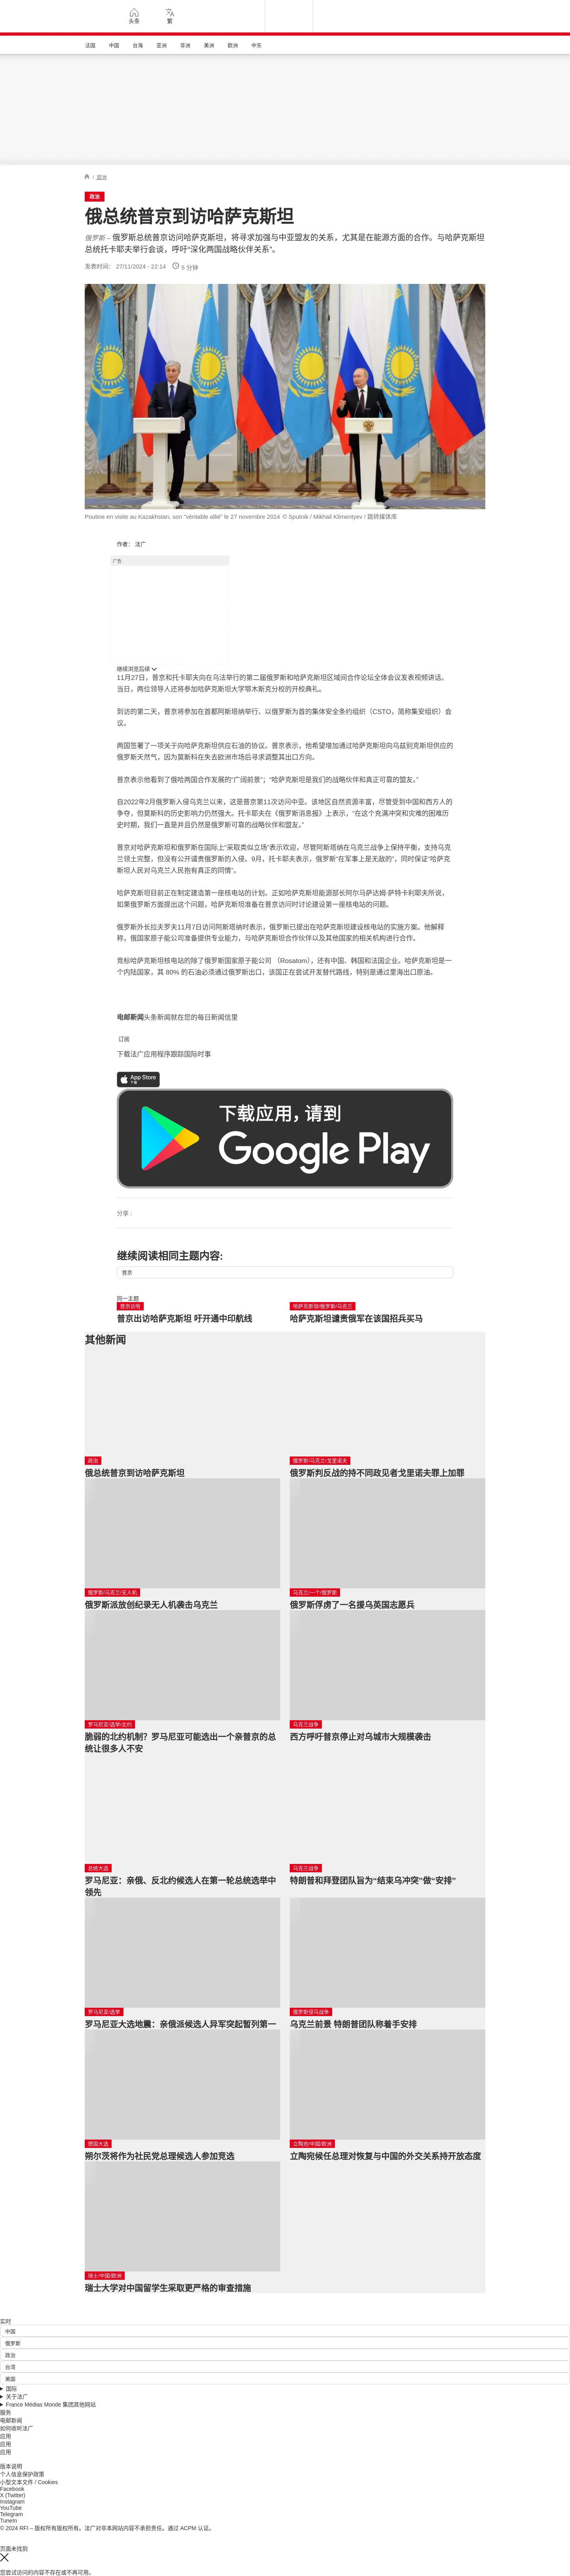 头条
繁
法国 中国 台海 亚洲 非洲 美洲 欧洲 中东
/ 欧洲
政治
俄总统普京到访哈萨克斯坦
俄罗斯 – 俄罗斯总统普京访问哈萨克斯坦，将寻求加强与中亚盟友的关系，尤其是在能源方面的合作。与哈萨克斯坦
总统托卡耶夫举行会谈，呼吁“深化两国战略伙伴关系”。
发表时间： 27/11/2024 - 22:14 5 分钟
Poutine en visite au Kazakhstan, son "véritable allié" le 27 novembre 2024 © Sputnik / Mikhail Klimentyev / 跳转媒体库
作者： 法广
广告
继续浏览后续
11月27日，普京和托卡耶夫向在乌法举行的第二届俄罗斯和哈萨克斯坦区域间合作论坛全体会议发表视频讲话。
当日，两位领导人还将参加哈萨克斯坦大学鄂木斯克分校的开校典礼。
到访的第二天，普京将参加在首都阿斯塔纳举行、以俄罗斯为首的集体安全条约组织（CSTO，简称集安组织）会
议。
两国签署了一项关于向哈萨克斯坦供应石油的协议。普京表示，他希望增加通过哈萨克斯坦向乌兹别克斯坦供应的
俄罗斯天然气，因为莫斯科在失去欧洲市场后寻求调整其出口方向。
普京表示他看到了俄哈两国合作发展的“广阔前景”；“哈萨克斯坦是我们的战略伙伴和真正可靠的盟友。”
自2022年2月俄罗斯入侵乌克兰以来，这是普京第11次访问中亚。该地区自然资源丰富，尽管受到中国和西方人的
争夺，但莫斯科的历史影响力仍然强大。托卡耶夫在《俄罗斯消息报》上表示，“在这个充满冲突和灾难的困难历
史时期，我们一直是并且仍然是俄罗斯可靠的战略伙伴和盟友。”
普京对哈萨克斯坦和俄罗斯在国际上“采取类似立场”表示欢迎，尽管阿斯塔纳在乌克兰战争上保持平衡，支持乌克
兰领土完整，但没有公开谴责俄罗斯的入侵。9月，托卡耶夫表示，俄罗斯“在军事上是无敌的”，同时保证“哈萨克
斯坦人民对乌克兰人民抱有真正的同情”。
哈萨克斯坦目前正在制定建造第一座核电站的计划。正如哈萨克斯坦能源部长阿尔马萨达姆·萨特卡利耶夫所说，
如果俄罗斯方面提出这个问题，哈萨克斯坦准备在普京访问时讨论建设第一座核电站的问题。
俄罗斯外长拉夫罗夫11月7日访问阿斯塔纳时表示，俄罗斯已提出在哈萨克斯坦建设核电站的实施方案。他解释
称，俄国家原子能公司准备提供专业能力，与哈萨克斯坦合作伙伴以及其他国家的相关机构进行合作。
竞标哈萨克斯坦核电站的除了俄罗斯国家原子能公司 （Rosatom），还有中国、韩国和法国企业。哈萨克斯坦是一
个内陆国家，其 80% 的石油必须通过俄罗斯出口，该国正在尝试开发替代路线，特别是通过里海出口原油。
电邮新闻头条新闻就在您的每日新闻信里
订阅
下载法广应用程序跟踪国际时事
App Store
下载
下载应用，请到
Google Play
分享 :
继续阅读相同主题内容:
普京
同一主题
普京访哈
普京出访哈萨克斯坦 吁开通中印航线
哈萨克斯坦/俄罗斯/乌克兰
哈萨克斯坦谴责俄军在该国招兵买马
其他新闻
政治
俄总统普京到访哈萨克斯坦
俄罗斯/乌克兰/戈里诺夫
俄罗斯判反战的持不同政见者戈里诺夫罪上加罪
俄罗斯/乌克兰/无人机
俄罗斯派放创纪录无人机袭击乌克兰
乌克兰/一个/俄罗斯
俄罗斯俘虏了一名援乌英国志愿兵
罗马尼亚/选举/北约
脆弱的北约机制？罗马尼亚可能选出一个亲普京的总
统让很多人不安
乌克兰战争
西方呼吁普京停止对乌城市大规模袭击
总统大选
罗马尼亚：亲俄、反北约候选人在第一轮总统选举中
领先
乌克兰战争
特朗普和拜登团队旨为“结束乌冲突”做“安排”
罗马尼亚/选举
罗马尼亚大选地震：亲俄派候选人异军突起暂列第一
俄罗斯侵乌战争
乌克兰前景 特朗普团队称着手安排
德国大选
朔尔茨将作为社民党总理候选人参加竞选
立陶宛/中国/欧洲
立陶宛候任总理对恢复与中国的外交关系持开放态度
瑞士/中国/欧洲
瑞士大学对中国留学生采取更严格的审查措施
实时
中国
俄罗斯
政治
台湾
美国
国际
关于法广
France Médias Monde 集团其他网站
服务
电邮新闻
如何收听法广
应用
应用
应用
版本说明
个人信息保护政策
小型文本文件 / Cookies
Facebook
X (Twitter)
Instagram
YouTube
Telegram
TuneIn
© 2024 RFI – 版权所有版权所有。法广对非本网站内容不承担责任。通过 ACPM 认证。
页面未找到
您尝试访问的内容不存在或不再可用。